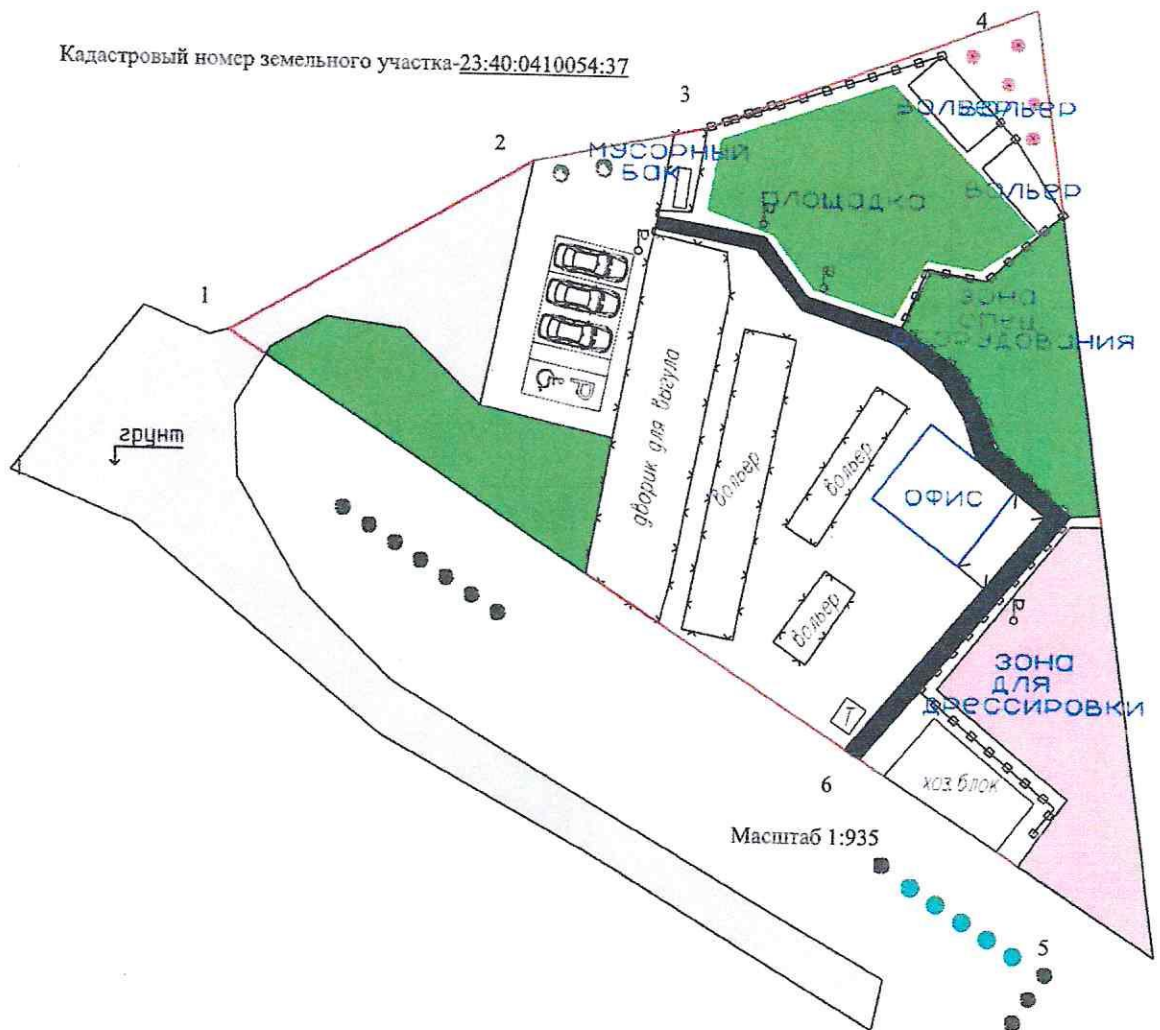 Кадастровый номер земельного участка-23:40:0410054:37
4
3
2
1
Вольер
Вольер
МУСОРНЫЙ
БАК
Вольер
ПЛОЩАДКА
Р
Р
Р
ЗОНА
СПЕЦ
ОБОРУДОВАНИЯ
Р
грунт
дворик для выгула
вольер
вольер
ОФИС
вольер
Р
ЗОНА
ДЛЯ
ДРЕССИРОВКИ
Т
хоз. блок
6
Масштаб 1:935
5